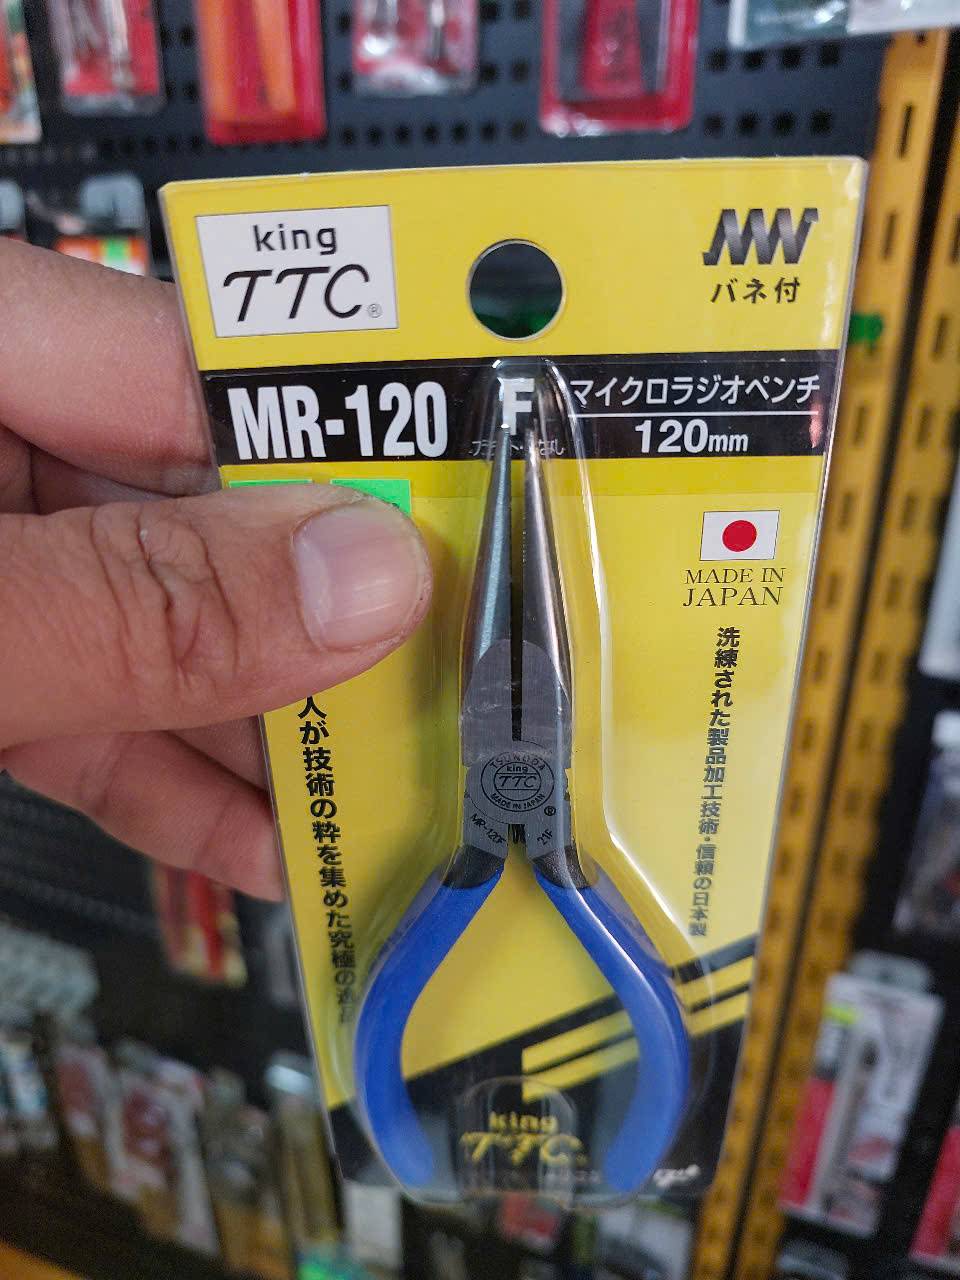 king
TTC®
バネ付
MR-120
F
マイクロラジオペンチ
120mm
MADE IN
JAPAN
洗練された製品加工技術・信頼の日本製
人が技術の粋を集めた究極の
TSUNODA
king
TTC
MADE IN JAPAN
®
MR-120F
21F
king
TTC